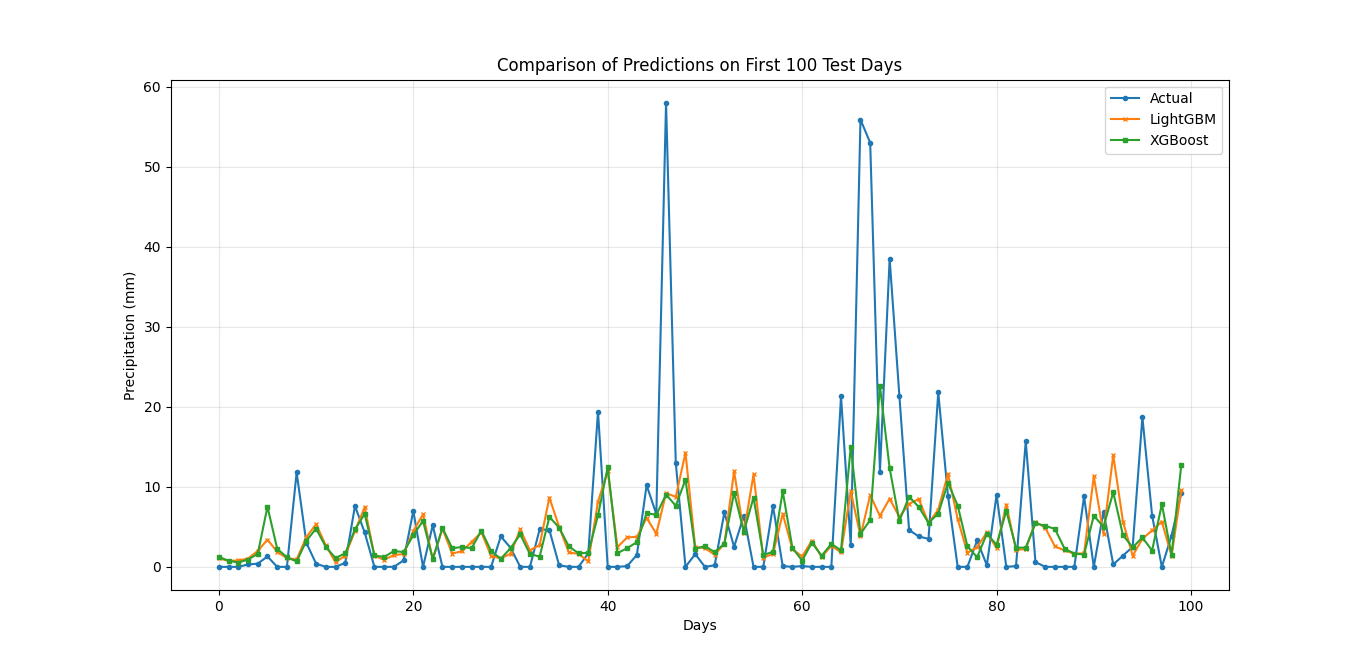 Comparison of Predictions on First 100 Test Days
Actual
LightGBM
XGBoost
60
50
40
30
20
10
0
Precipitation (mm)
0 20 40 60 80 100
Days